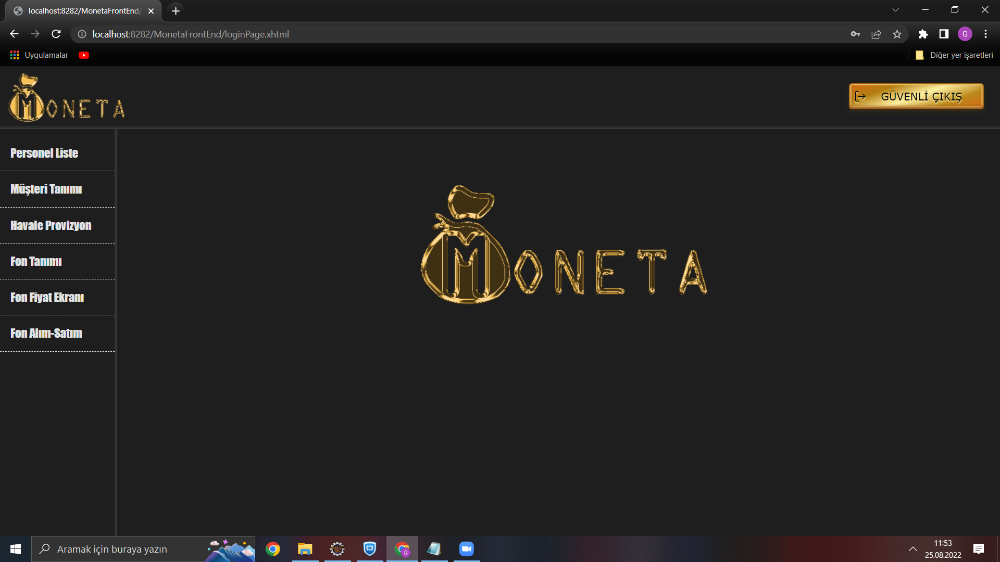 localhost:8282/MonetaFrontEnd/
localhost:8282/MonetaFrontEnd/loginPage.xhtml
G
Uygulamalar
Diğer yer işaretleri
MONETA
GÜVENLİ ÇIKIŞ
Personel Liste
Müşteri Tanımı
Havale Provizyon
Fon Tanımı
Fon Fiyat Ekranı
Fon Alım-Satım
MONETA
Aramak için buraya yazın
G
11:53
25.08.2022